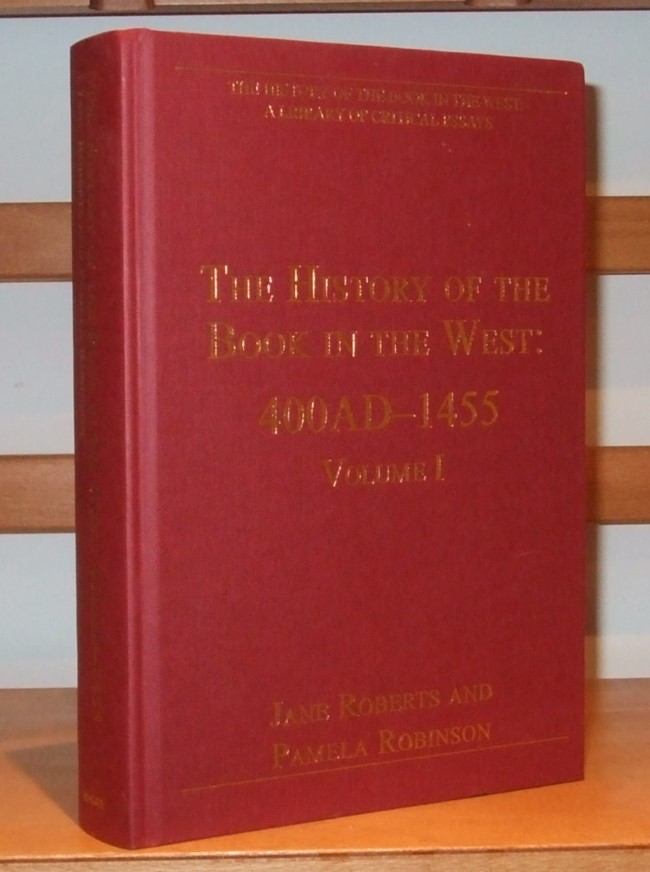 THE HISTORY OF THE BOOK IN THE WEST:
A LIBRARY OF CRITICAL ESSAYS
THE HISTORY OF THE
BOOK IN THE WEST:
400AD–1455
VOLUME I
JANE ROBERTS AND
PAMELA ROBINSON